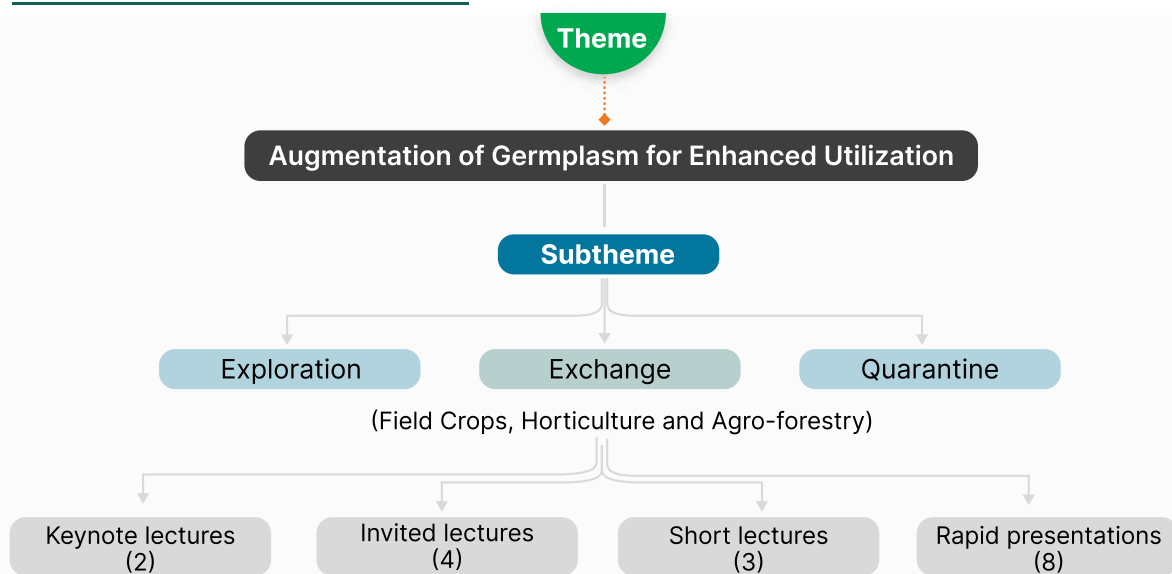 Theme
Augmentation of Germplasm for Enhanced Utilization
Subtheme
Exploration
Exchange
Quarantine
(Field Crops, Horticulture and Agro-forestry)
Keynote lectures
(2)
Invited lectures
(4)
Short lectures
(3)
Rapid presentations
(8)